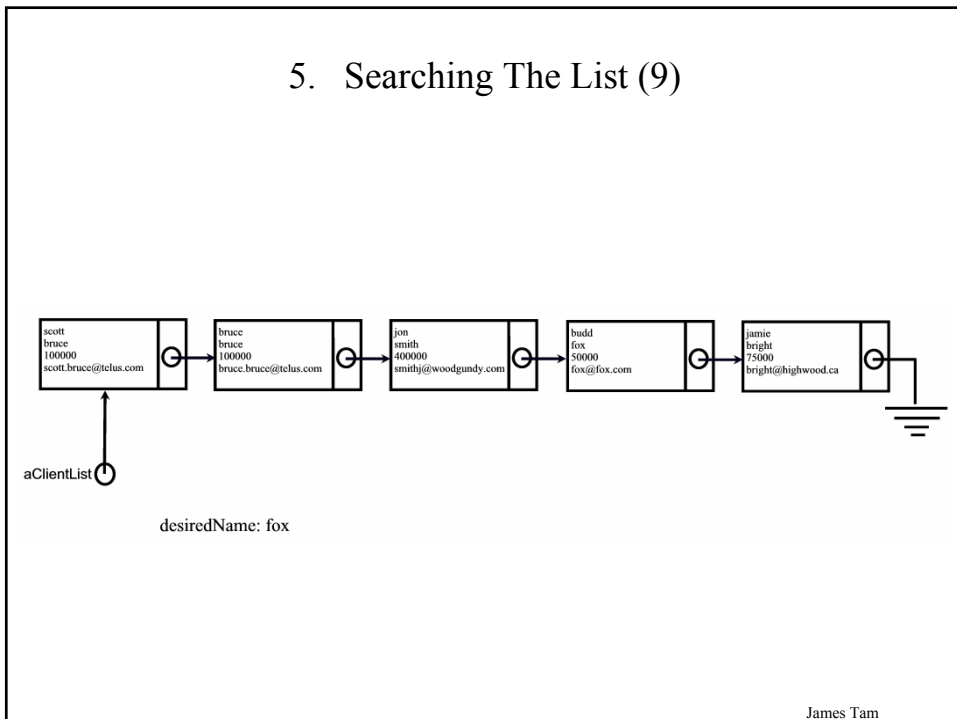 5. Searching The List (9)
scott
bruce
100000
scott.bruce@telus.com
bruce
bruce
100000
bruce.bruce@telus.com
jon
smith
400000
smithj@woodgundy.com
budd
fox
50000
fox@fox.com
jamie
bright
75000
bright@highwood.ca
aClientList
desiredName: fox
James Tam